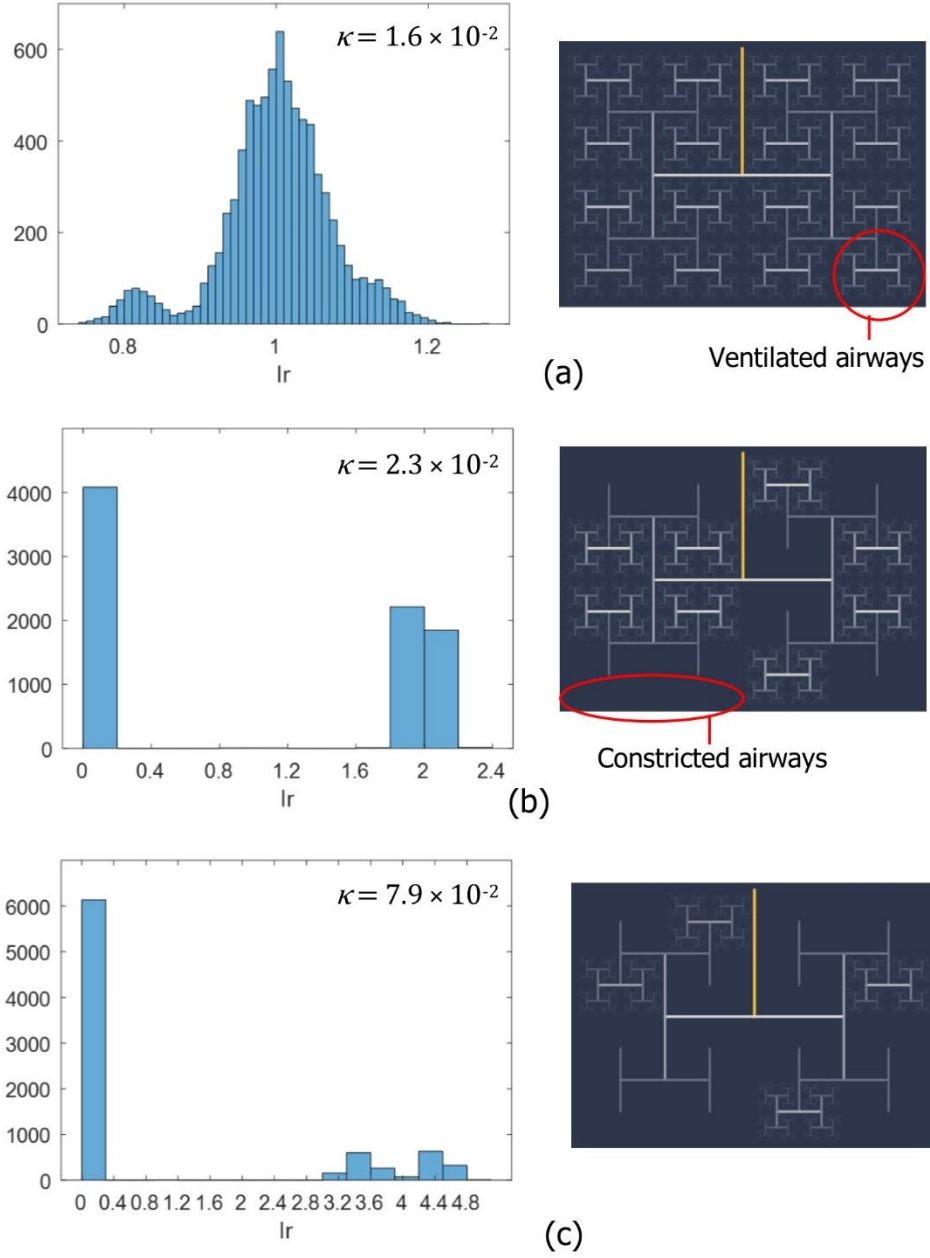 κ = 1.6 × 10-2
600
400
200
0
0.8 1 1.2
Ir
Ventilated airways
(a)
κ = 2.3 × 10-2
4000
3000
2000
1000
0
0 0.4 0.8 1.2 1.6 2 2.4
Ir
Constricted airways
(b)
κ = 7.9 × 10-2
6000
5000
4000
3000
2000
1000
0
0 0.4 0.8 1.2 1.6 2 2.4 2.8 3.2 3.6 4 4.4 4.8
Ir
(c)